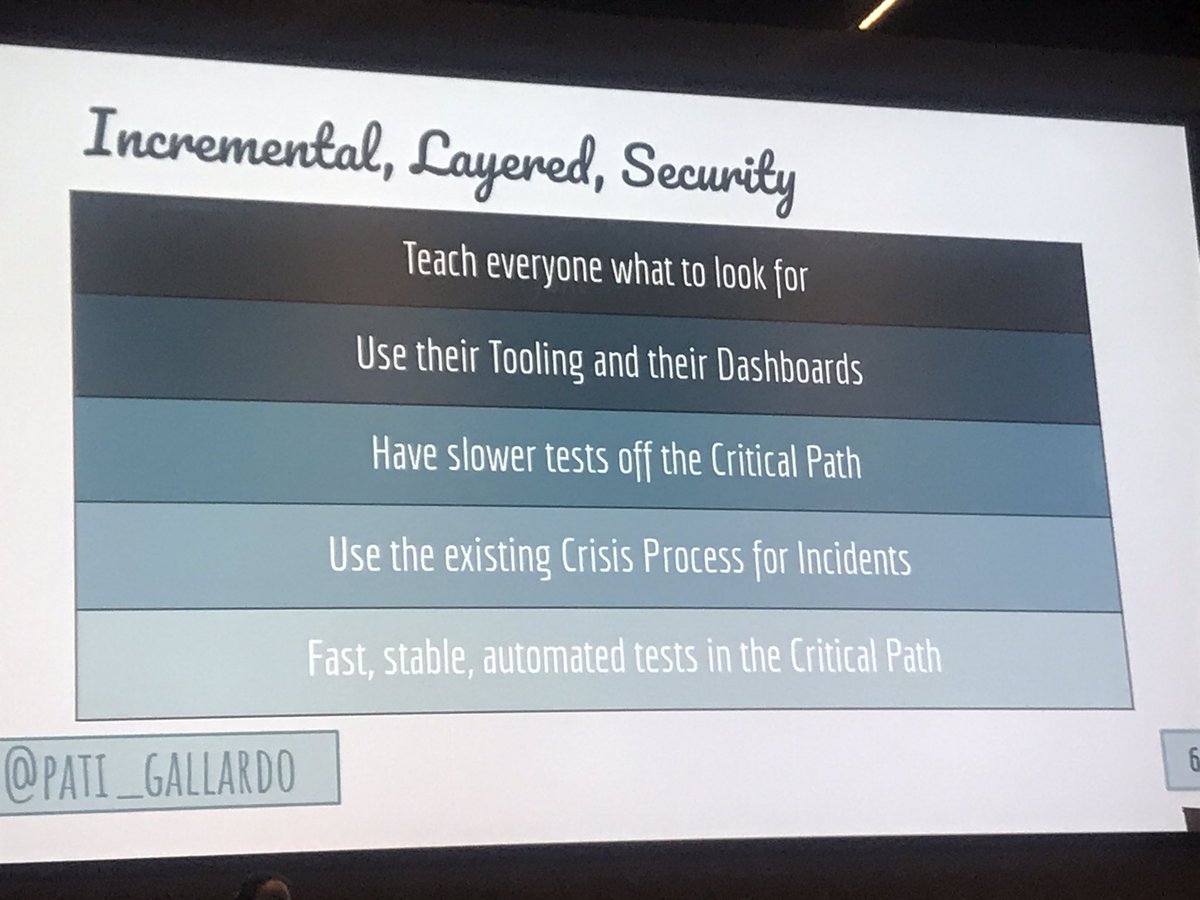 Incremental, Layered, Security
Teach everyone what to look for
Use their Tooling and their Dashboards
Have slower tests off the Critical Path
Use the existing Crisis Process for Incidents
Fast, stable, automated tests in the Critical Path
@PATI_GALLARDO